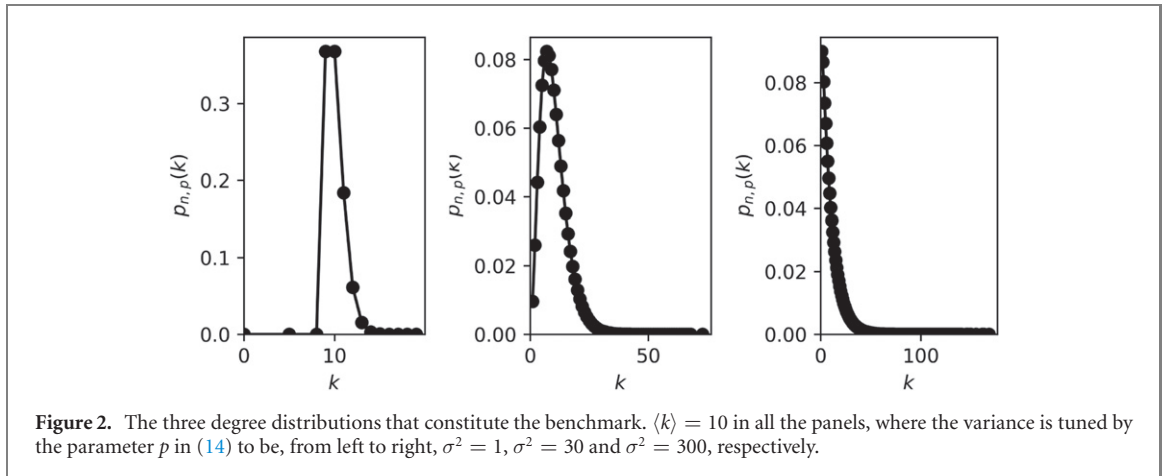 0.3
0.2
0.1
0.0
0
10
k
p_{n,p}(k)
0.08
0.06
0.04
0.02
0.00
0
50
k
p_{n,p}(k)
0.08
0.06
0.04
0.02
0.00
0
100
k
p_{n,p}(k)
Figure 2. The three degree distributions that constitute the benchmark. ⟨k⟩ = 10 in all the panels, where the variance is tuned by
the parameter p in (14) to be, from left to right, σ² = 1, σ² = 30 and σ² = 300, respectively.